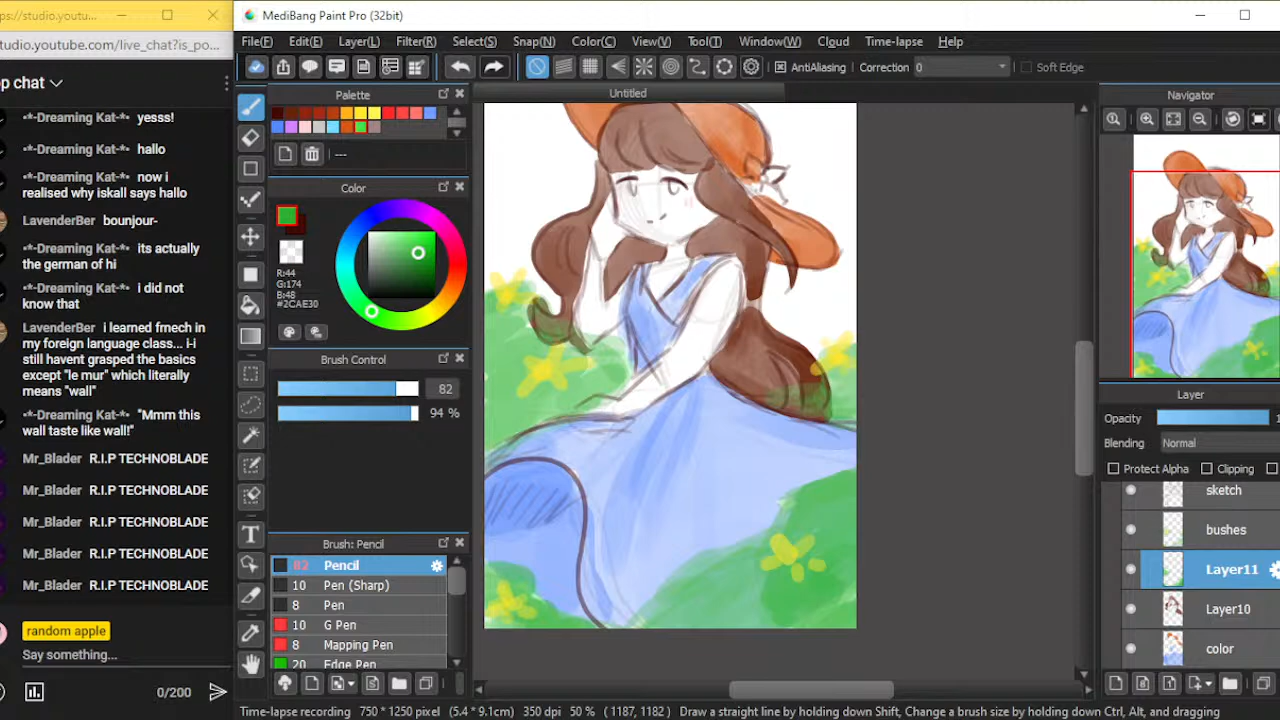 ps://studio.youtu...
tudio.youtube.com/live_chat?is_po...
p chat
-*-Dreaming Kat-*- yesss!
-*-Dreaming Kat-*- hallo
-*-Dreaming Kat-*- now i
realised why iskall says hallo
LavenderBer bounjour-
-*-Dreaming Kat-*- its actually
the german of hi
-*-Dreaming Kat-*- i did not
know that
LavenderBer i learned frnech in
my foreign language class... i-I
still havent grasped the basics
except "le mur" which literally
means "wall"
-*-Dreaming Kat-*- "Mmm this
wall taste like wall!"
Mr_Blader R.I.P TECHNOBLADE
Mr_Blader R.I.P TECHNOBLADE
Mr_Blader R.I.P TECHNOBLADE
Mr_Blader R.I.P TECHNOBLADE
Mr_Blader R.I.P TECHNOBLADE
random apple
Say something...
0/200
MediBang Paint Pro (32bit)
File(F) Edit(E) Layer(L) Filter(R) Select(S) Snap(N) Color(C) View(V) Tool(T) Window(W) Cloud Time-lapse Help
AntiAliasing Correction 0 Soft Edge
Palette
---
Color
R:44
G:174
B:48
#2CAE30
Brush Control
82
94 %
Brush: Pencil
82 Pencil
10 Pen (Sharp)
8 Pen
10 G Pen
8 Mapping Pen
20 Edge Pen
Untitled
Navigator
Layer
Opacity 1
Blending Normal
Protect Alpha Clipping
sketch
bushes
Layer11
Layer10
color
Time-lapse recording 750 * 1250 pixel (5.4 * 9.1cm) 350 dpi 50 % ( 1187, 1182 ) Draw a straight line by holding down Shift, Change a brush size by holding down Ctrl, Alt, and dragging